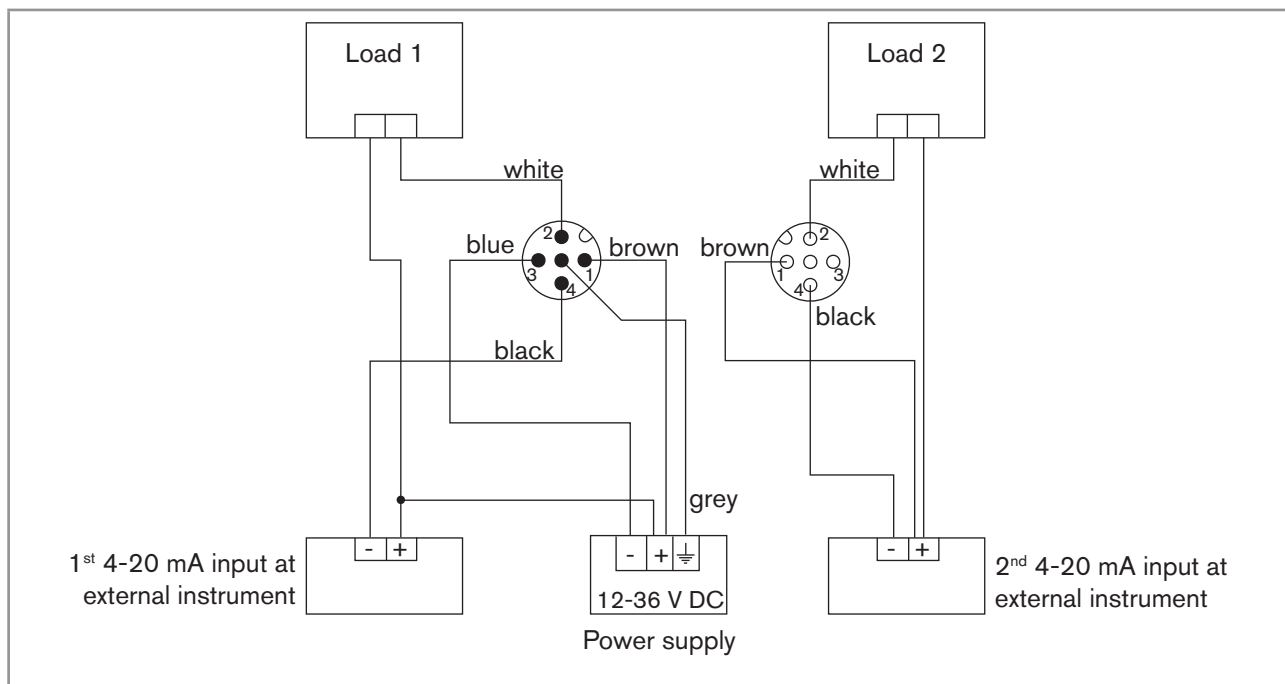 Load 1
Load 2
white
white
2
2
blue
brown
brown
3
1
1
3
4
4
black
black
grey
- +
- +
- +
1st 4-20 mA input at
external instrument
12-36 V DC
2nd 4-20 mA input at
external instrument
Power supply